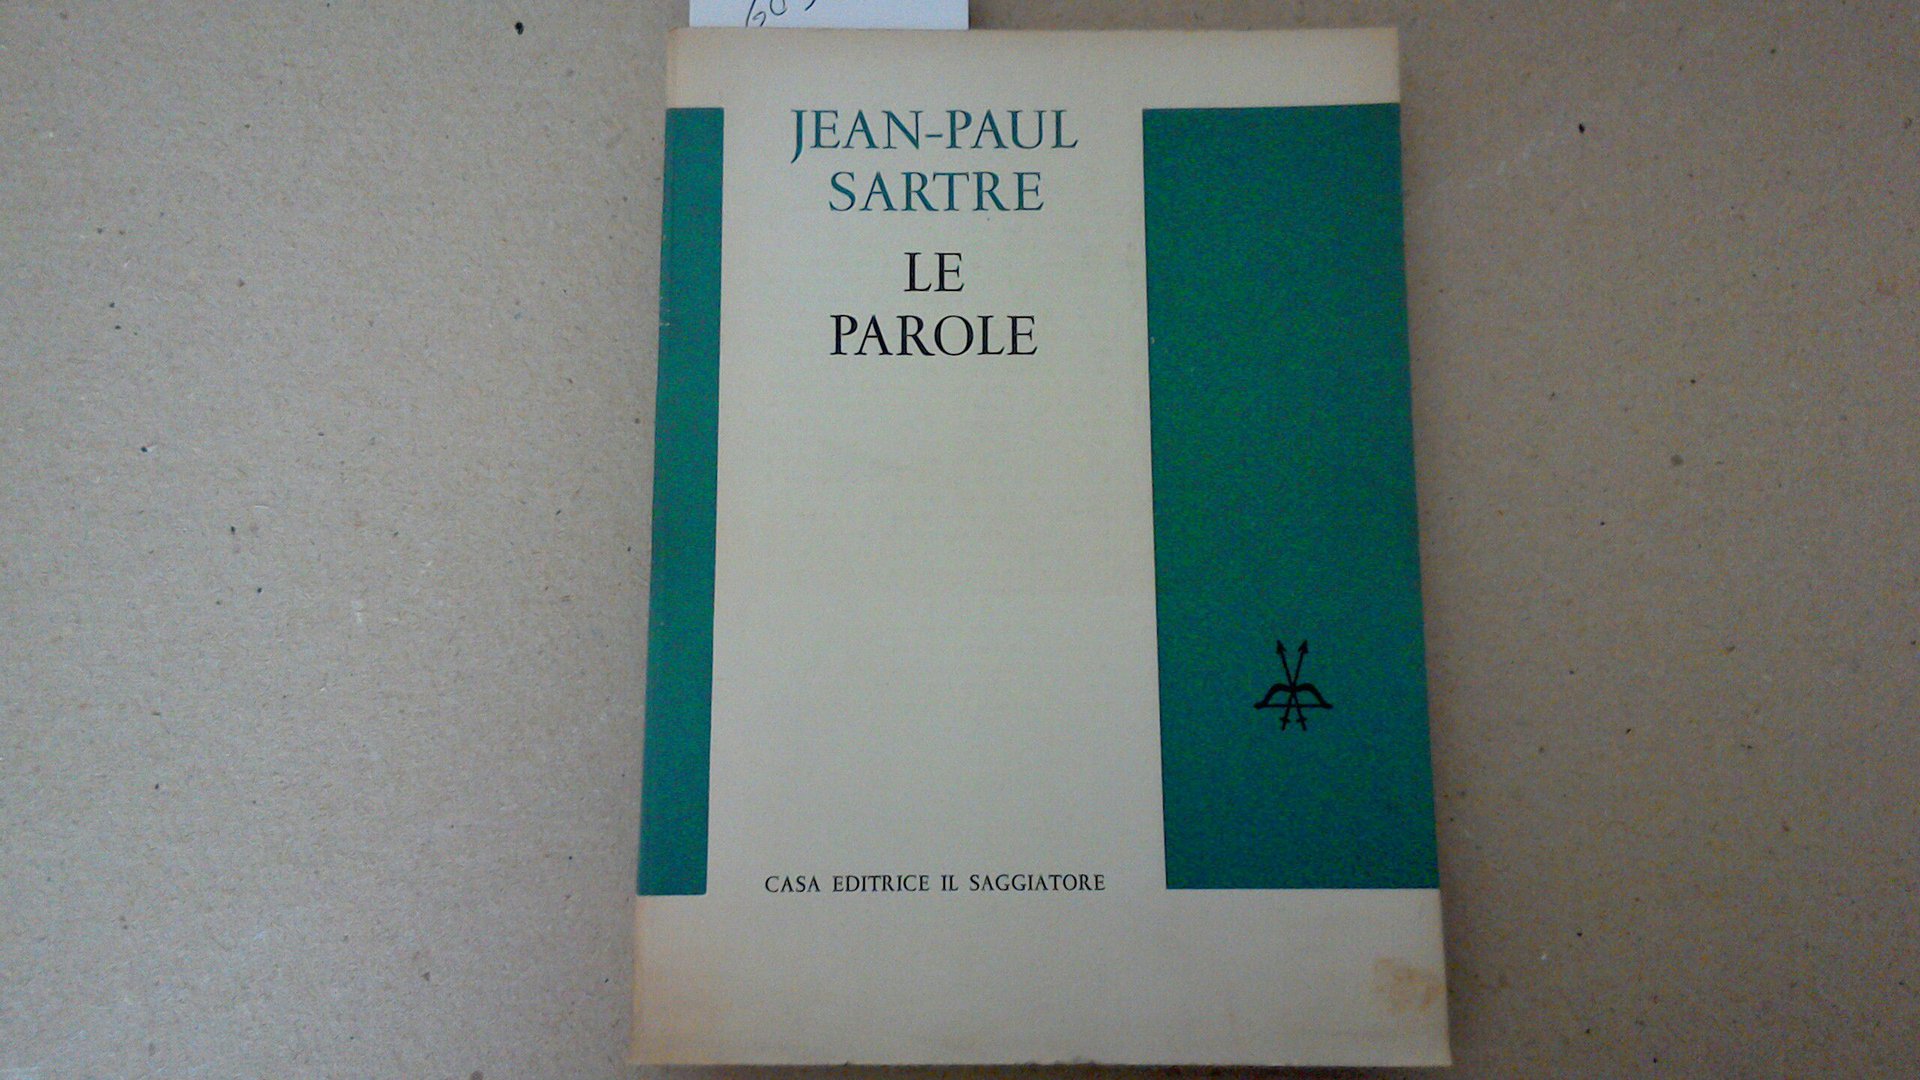 JEAN-PAUL
SARTRE
LE
PAROLE
CASA EDITRICE IL SAGGIATORE